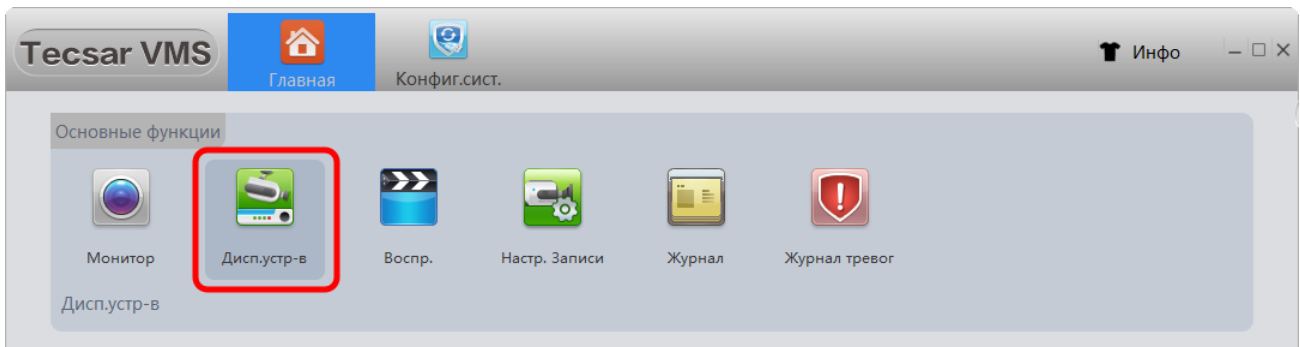 Tecsar VMS
Главная
Конфиг.сист.
Инфо
Основные функции
Монитор
Дисп.устр-в
Воспр.
Настр. Записи
Журнал
Журнал тревог
Дисп.устр-в